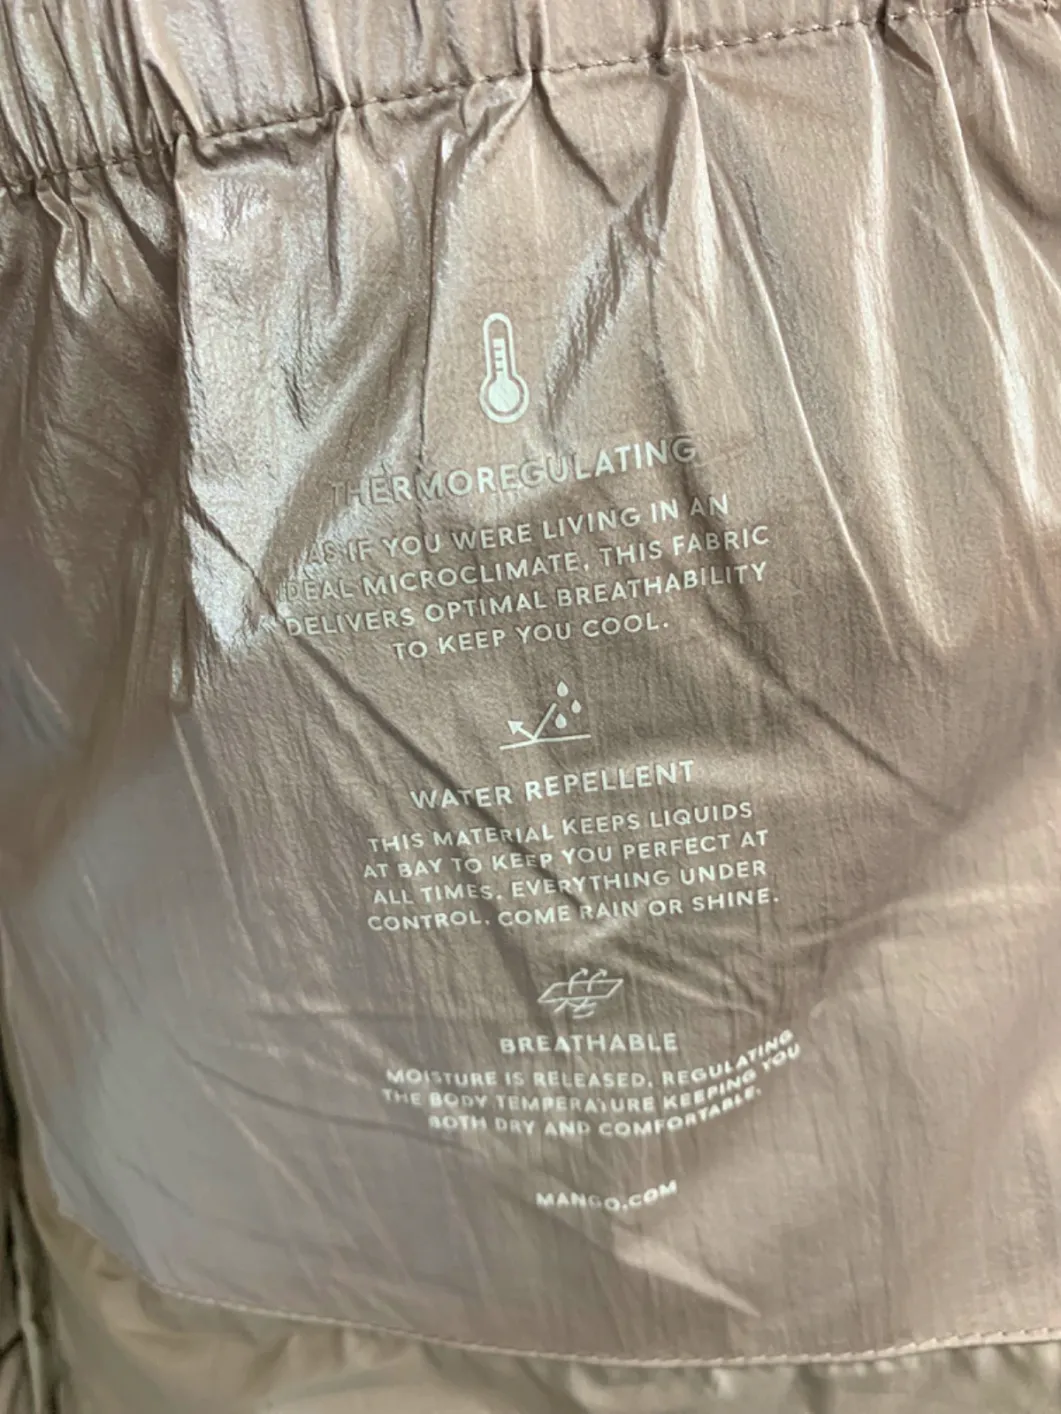 THERMOREGULATING
AS IF YOU WERE LIVING IN AN
IDEAL MICROCLIMATE, THIS FABRIC
DELIVERS OPTIMAL BREATHABILITY
TO KEEP YOU COOL.
WATER REPELLENT
THIS MATERIAL KEEPS LIQUIDS
AT BAY TO KEEP YOU PERFECT AT
ALL TIMES. EVERYTHING UNDER
CONTROL, COME RAIN OR SHINE.
BREATHABLE
MOISTURE IS RELEASED, REGULATING
THE BODY TEMPERATURE KEEPING YOU
BOTH DRY AND COMFORTABLE.
MANGO.COM